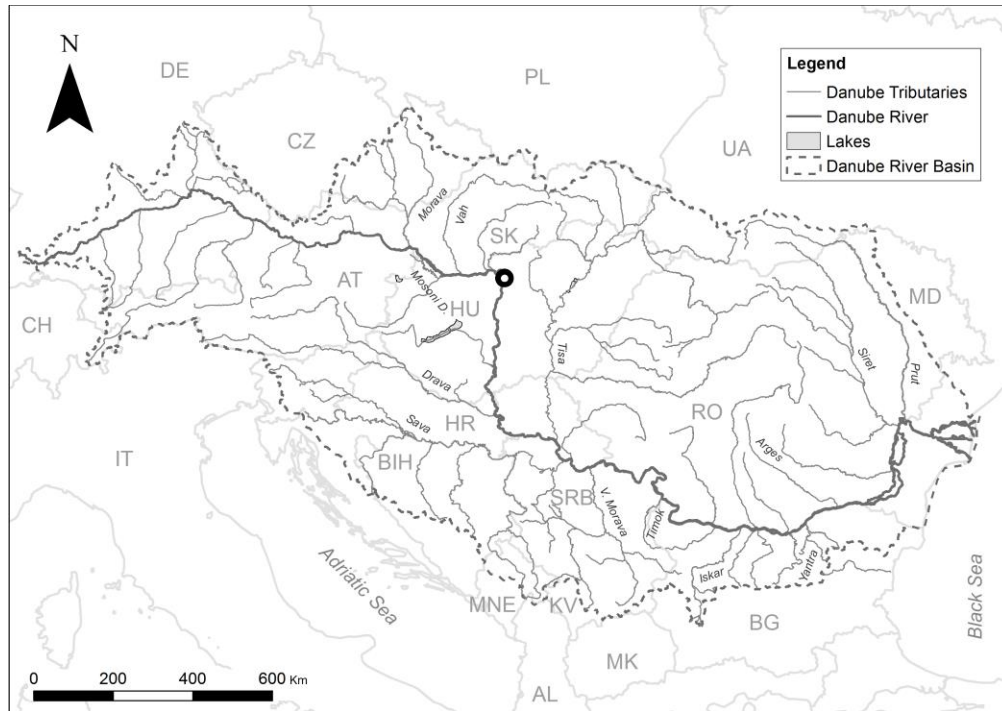 N
DE
PL
CZ
UA
Legend
Danube Tributaries
Danube River
Lakes
Danube River Basin
Morava
Vah
SK
AT
Mosoni D.
HU
CH
MD
Tisa
Siret
Prut
Drava
RO
Sava
HR
IT
BIH
Arges
SRB
V. Morava
Timok
Adriatic Sea
Iskar
Yantra
MNE
KV
BG
Black Sea
MK
AL
0 200 400 600 Km